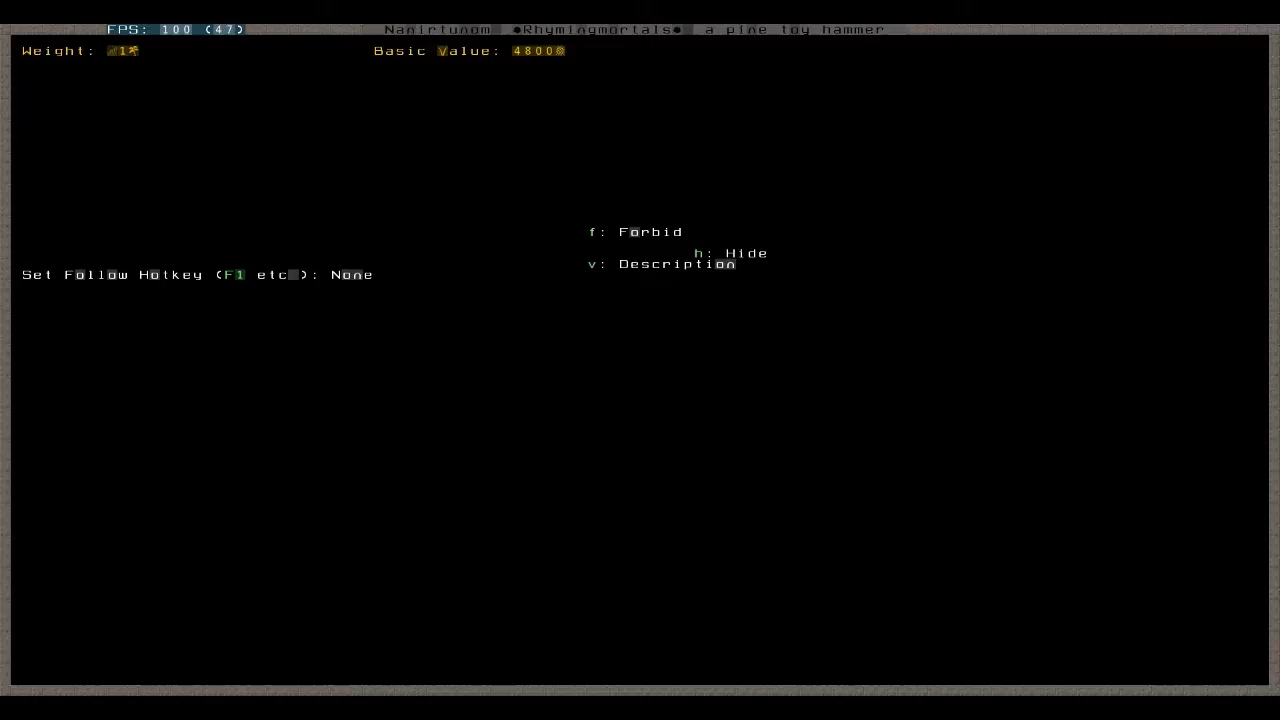 FPS: 100 (47) Nanirtunom •Rhymingmortals• a pine toy hammer
Weight: <1Γ Basic Value: 4800☼
f: Forbid
h: Hide
v: Description
Set Follow Hotkey (F1 etc.): None